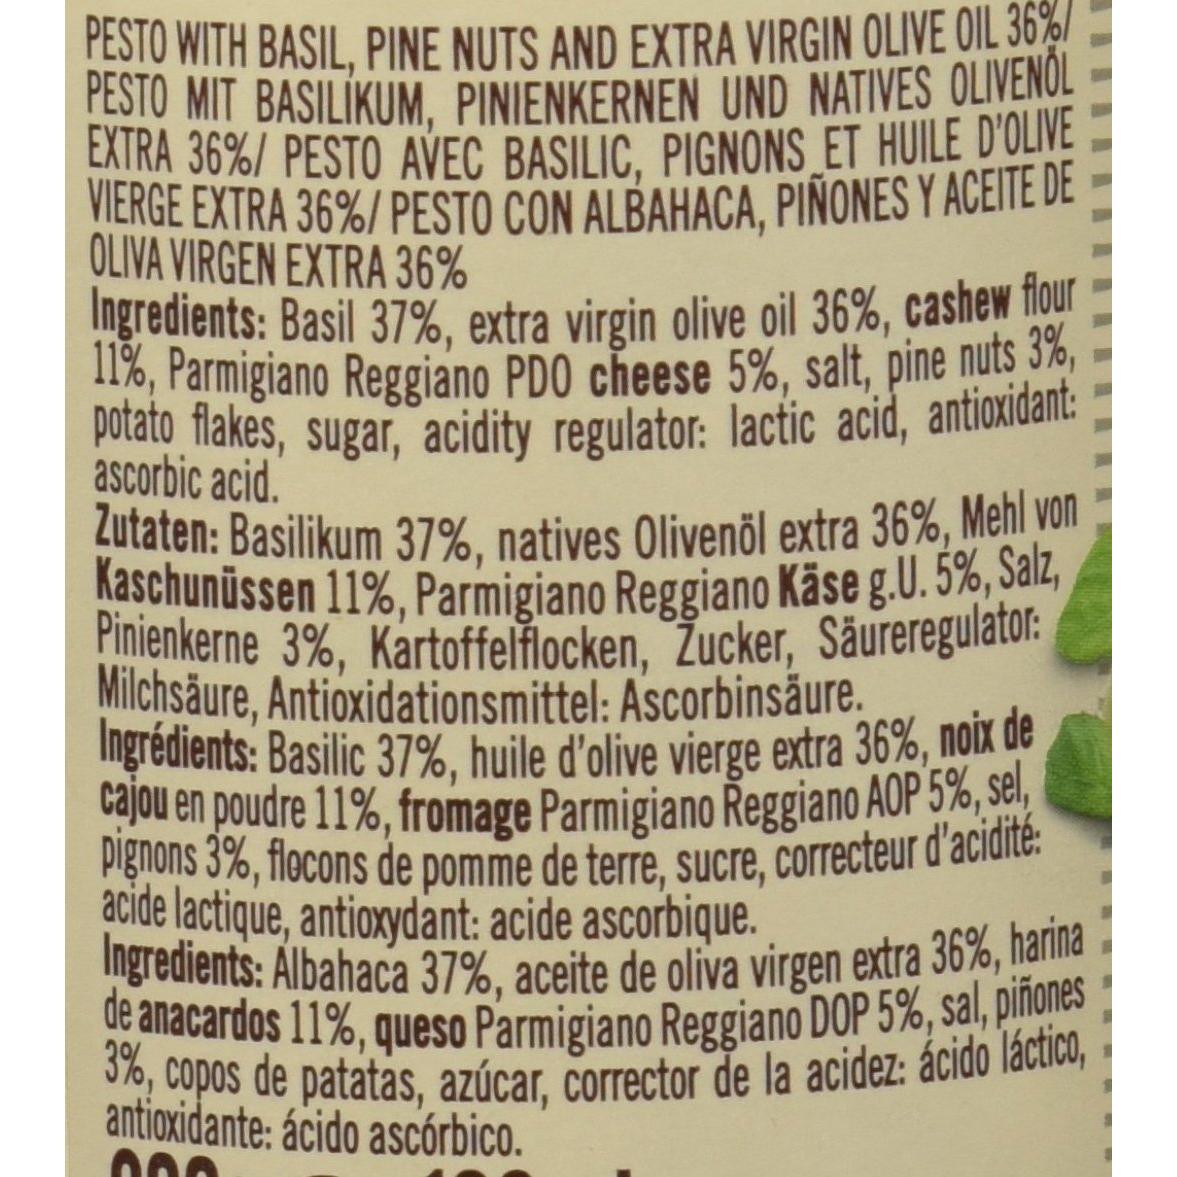 PESTO WITH BASIL, PINE NUTS AND EXTRA VIRGIN OLIVE OIL 36%/
PESTO MIT BASILIKUM, PINIENKERNEN UND NATIVES OLIVENÖL
EXTRA 36%/ PESTO AVEC BASILIC, PIGNONS ET HUILE D'OLIVE
VIERGE EXTRA 36%/ PESTO CON ALBAHACA, PIÑONES Y ACEITE DE
OLIVA VIRGEN EXTRA 36%
Ingredients: Basil 37%, extra virgin olive oil 36%, cashew flour
11%, Parmigiano Reggiano PDO cheese 5%, salt, pine nuts 3%,
potato flakes, sugar, acidity regulator: lactic acid, antioxidant:
ascorbic acid.
Zutaten: Basilikum 37%, natives Olivenöl extra 36%, Mehl von
Kaschunüssen 11%, Parmigiano Reggiano Käse g.U. 5%, Salz,
Pinienkerne 3%, Kartoffelflocken, Zucker, Säureregulator:
Milchsäure, Antioxidationsmittel: Ascorbinsäure.
Ingrédients: Basilic 37%, huile d'olive vierge extra 36%, noix de
cajou en poudre 11%, fromage Parmigiano Reggiano AOP 5%, sel,
pignons 3%, flocons de pomme de terre, sucre, correcteur d'acidité:
acide lactique, antioxydant: acide ascorbique.
Ingredients: Albahaca 37%, aceite de oliva virgen extra 36%, harina
de anacardos 11%, queso Parmigiano Reggiano DOP 5%, sal, piñones
3%, copos de patatas, azúcar, corrector de la acidez: ácido láctico,
antioxidante: ácido ascórbico.